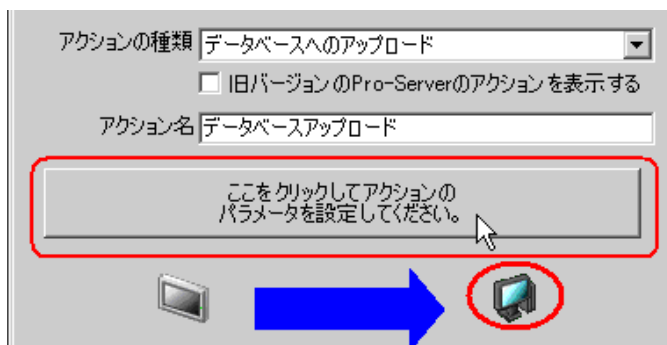 アクションの種類 データベースへのアップロード
旧バージョンのPro-Serverのアクションを表示する
アクション名 データベースアップロード
ここをクリックしてアクションの
パラメータを設定してください。